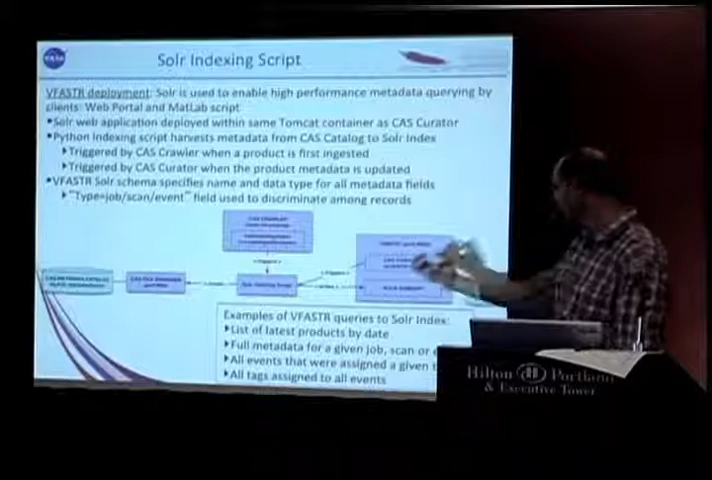 NASA
Solr Indexing Script
VFASTR deployment: Solr is used to enable high performance metadata querying by
clients: Web Portal and MatLab script
•Solr web application deployed within same Tomcat container as CAS Curator
•Python indexing script harvests metadata from CAS Catalog to Solr Index
‣Triggered by CAS Crawler when a product is first ingested
‣Triggered by CAS Curator when the product metadata is updated
•VFASTR Solr schema specifies name and data type for all metadata fields
‣"Type=job/scan/event" field used to discriminate among records
Examples of VFASTR queries to Solr Index:
‣List of latest products by date
‣Full metadata for a given job, scan or
‣All events that were assigned a given
‣All tags assigned to all events
Hilton Portland
& Executive Tower